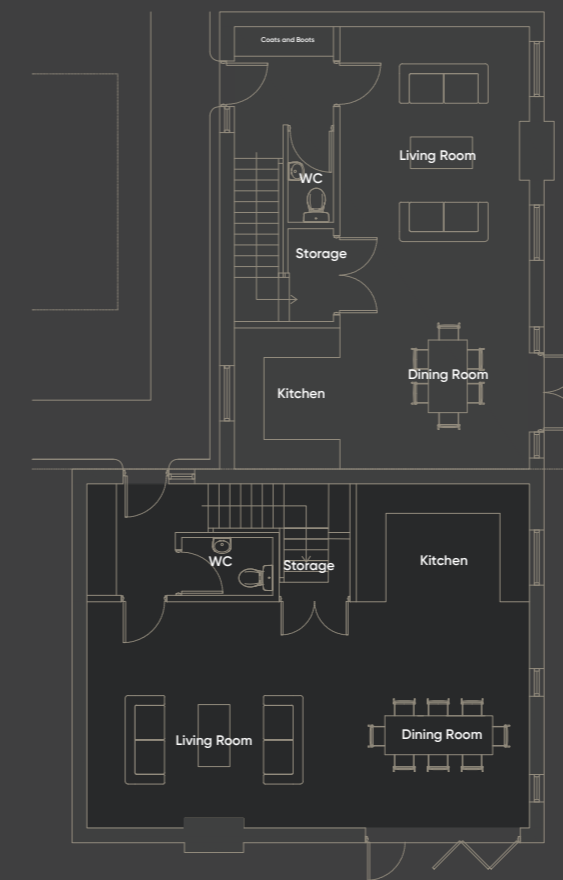 Coats and Boots
Living Room
WC
Storage
Dining Room
Kitchen
WC
Storage
Kitchen
Living Room
Dining Room